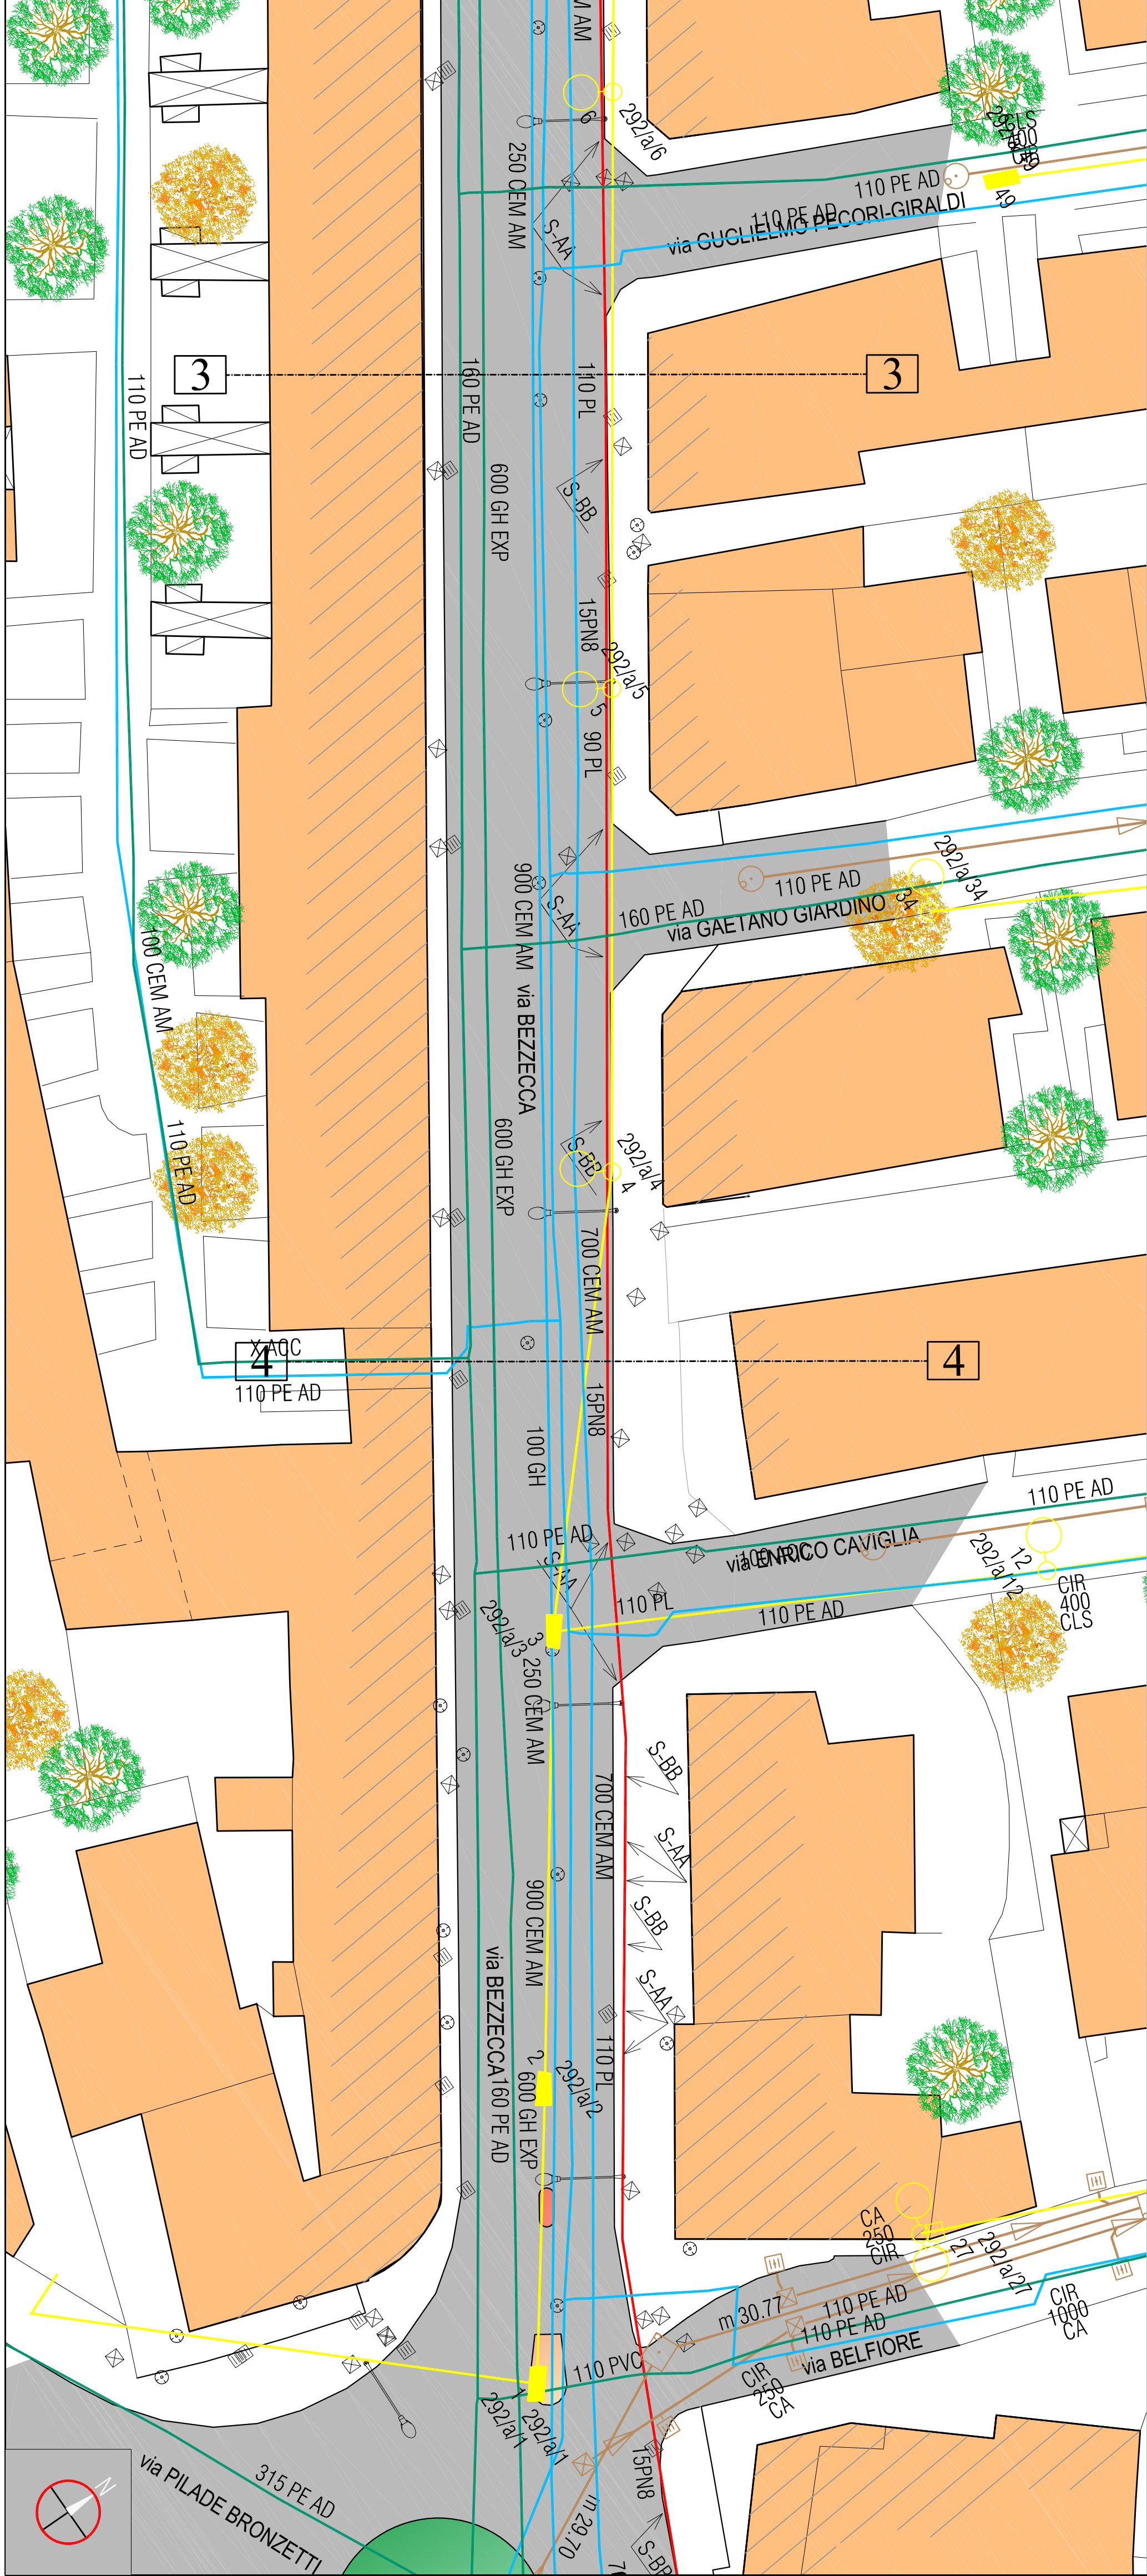 M AM
6
292/a/6
250 CEM AM
S-AA
CLS
110 PE AD
49
110 PE AD
via GUGLIELMO PECORI-GIRALDI
3
3
110 PE AD
160 PE AD
110 PL
600 GH EXP
S-BB
15PN8
292/a/5
5
90 PL
292/a/34
34
110 PE AD
160 PE AD
via GAETANO GIARDINO
900 CEM AM
S-AA
100 CEM AM
via BEZZECCA
110 PE AD
600 GH EXP
S-BB
292/a/4
4
700 CEM AM
X ACC
4
4
110 PE AD
15PN8
100 GH
110 PE AD
110 PE AD
S-AA
via ENRICO CAVIGLIA
12
292/a/12
CIR
400
CLS
110 PL
110 PE AD
292/a/3
3
250 CEM AM
S-BB
700 CEM AM
S-AA
900 CEM AM
S-BB
via BEZZECCA
S-AA
110 PL
2
292/a/2
160 PE AD
600 GH EXP
CA
250
CIR
27
292/a/27
CIR
1000
CA
m 30.77
110 PE AD
110 PE AD
via BELFIORE
110 PVC
CIR
250
CA
1
292/a/1
292/a/1
15PN8
m 29.70
S-BB
N
315 PE AD
via PILADE BRONZETTI